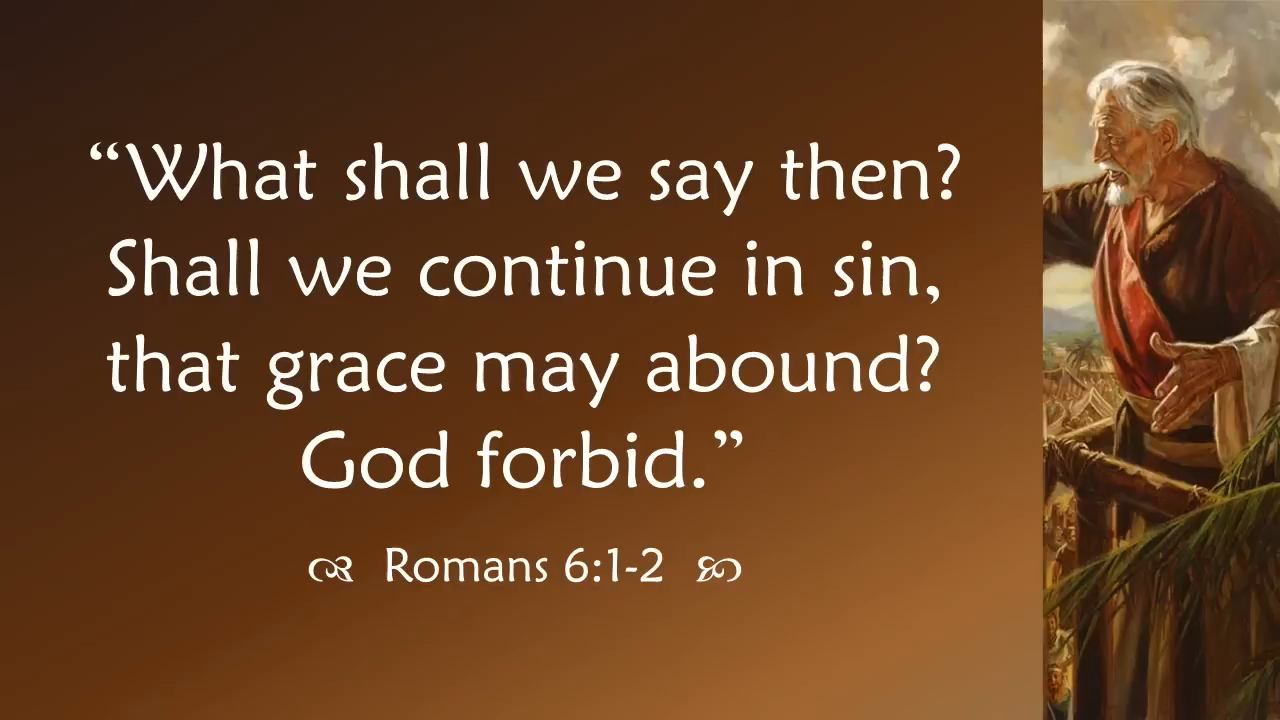 “What shall we say then?
Shall we continue in sin,
that grace may abound?
God forbid.”
Romans 6:1-2